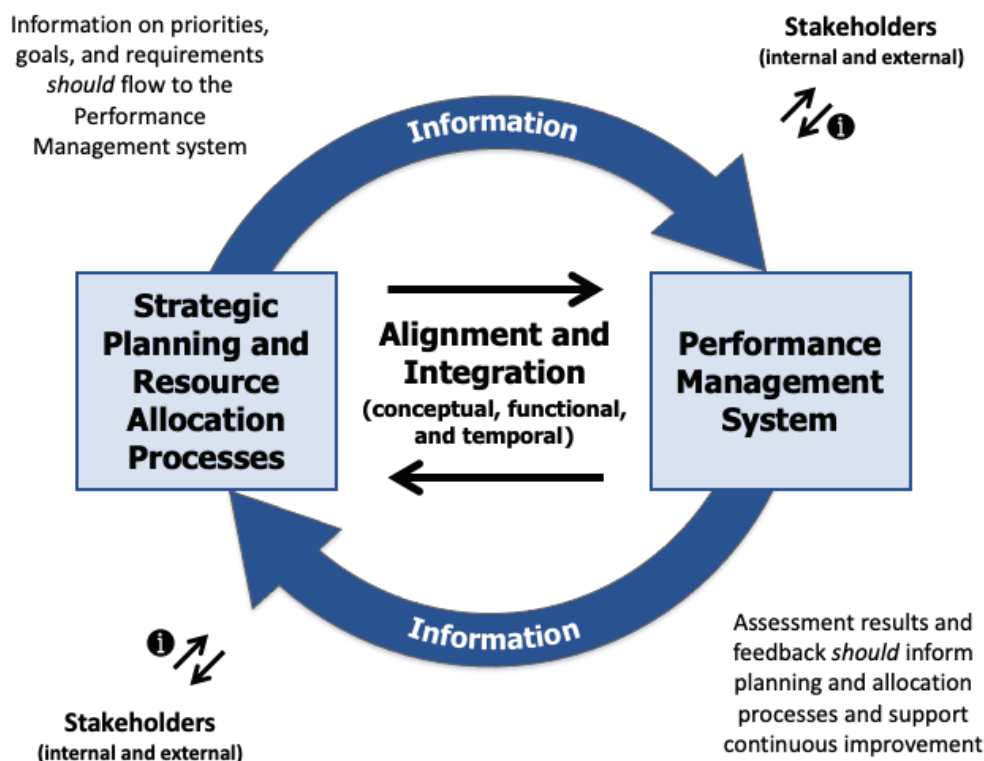 Information on priorities,
goals, and requirements
should flow to the
Performance
Management system
Stakeholders
(internal and external)
i
Information
Strategic
Planning and
Resource
Allocation
Processes
Alignment and
Integration
(conceptual, functional,
and temporal)
Performance
Management
System
Information
i
Stakeholders
(internal and external)
Assessment results and
feedback should inform
planning and allocation
processes and support
continuous improvement